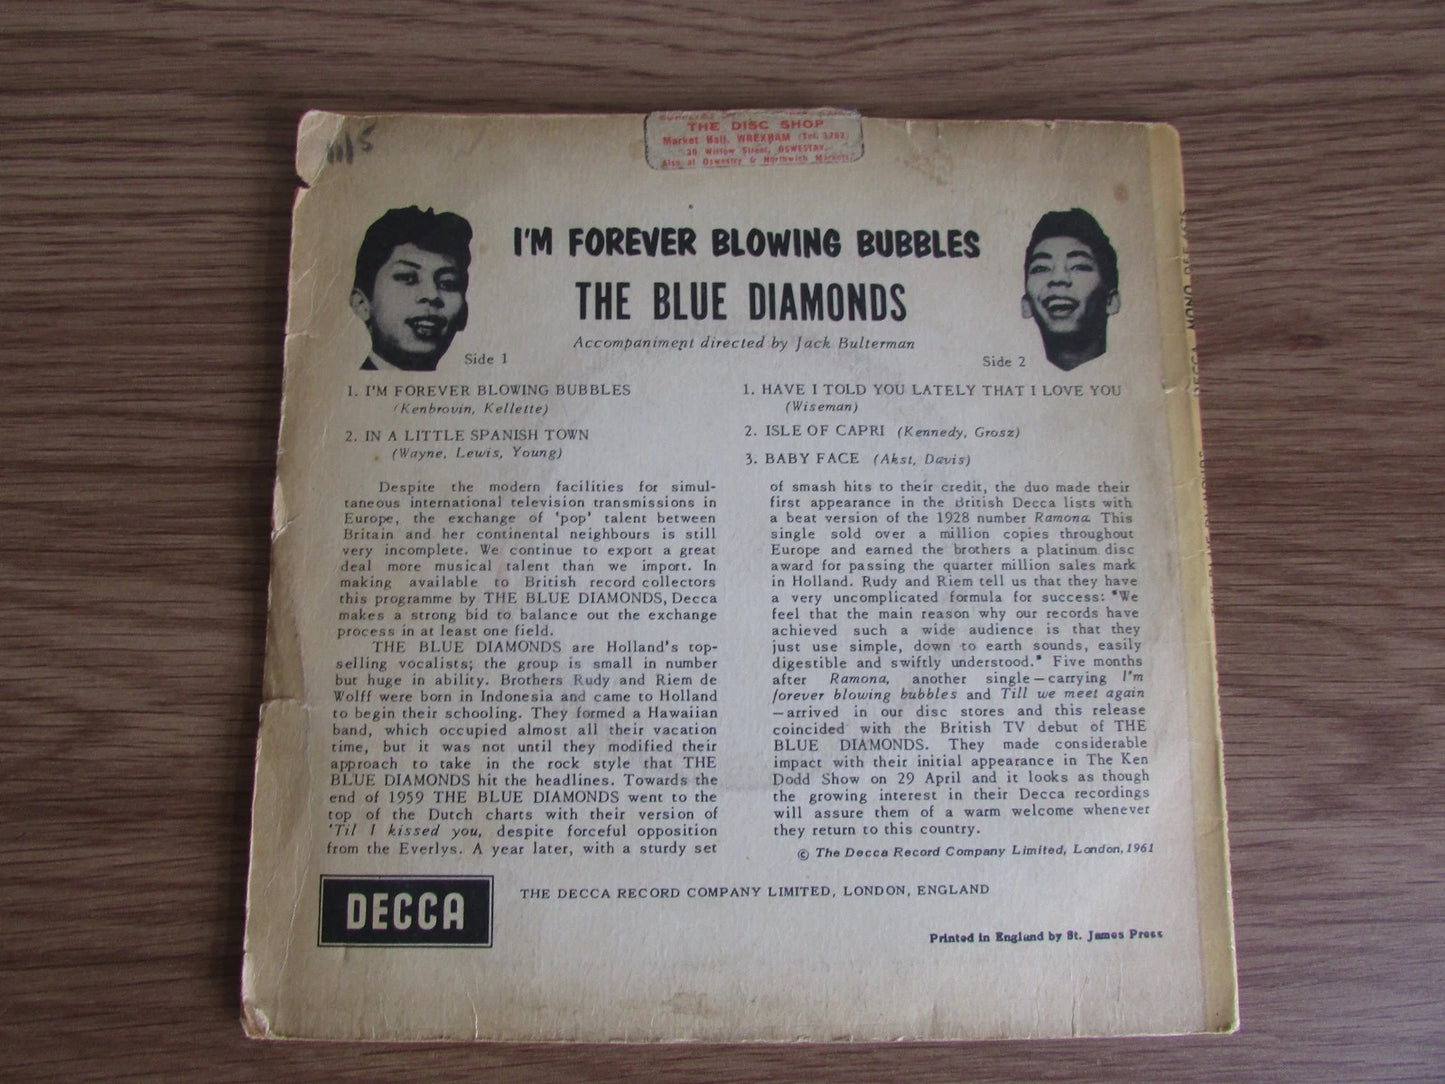 11/5
THE DISC SHOP
Market Hall, WREXHAM (Tel. 3782)
30 Willow Street, OSWESTRY.
Also at Oswestry & Northwich Markets
I'M FOREVER BLOWING BUBBLES
THE BLUE DIAMONDS
Accompaniment directed by Jack Bulterman
Side 1
1. I'M FOREVER BLOWING BUBBLES
(Kenbrovin, Kellette)
2. IN A LITTLE SPANISH TOWN
(Wayne, Lewis, Young)
Side 2
1. HAVE I TOLD YOU LATELY THAT I LOVE YOU
(Wiseman)
2. ISLE OF CAPRI (Kennedy, Grosz)
3. BABY FACE (Akst, Davis)
Despite the modern facilities for simul-
taneous international television transmissions in
Europe, the exchange of 'pop' talent between
Britain and her continental neighbours is still
very incomplete. We continue to export a great
deal more musical talent than we import. In
making available to British record collectors
this programme by THE BLUE DIAMONDS, Decca
makes a strong bid to balance out the exchange
process in at least one field.
THE BLUE DIAMONDS are Holland's top-
selling vocalists; the group is small in number
but huge in ability. Brothers Rudy and Riem de
Wolff were born in Indonesia and came to Holland
to begin their schooling. They formed a Hawaiian
band, which occupied almost all their vacation
time, but it was not until they modified their
approach to take in the rock style that THE
BLUE DIAMONDS hit the headlines. Towards the
end of 1959 THE BLUE DIAMONDS went to the
top of the Dutch charts with their version of
'Til I kissed you, despite forceful opposition
from the Everlys. A year later, with a sturdy set
of smash hits to their credit, the duo made their
first appearance in the British Decca lists with
a beat version of the 1928 number Ramona. This
single sold over a million copies throughout
Europe and earned the brothers a platinum disc
award for passing the quarter million sales mark
in Holland. Rudy and Riem tell us that they have
a very uncomplicated formula for success: "We
feel that the main reason why our records have
achieved such a wide audience is that they
just use simple, down to earth sounds, easily
digestible and swiftly understood." Five months
after Ramona, another single—carrying I'm
forever blowing bubbles and Till we meet again
—arrived in our disc stores and this release
coincided with the British TV debut of THE
BLUE DIAMONDS. They made considerable
impact with their initial appearance in The Ken
Dodd Show on 29 April and it looks as though
the growing interest in their Decca recordings
will assure them of a warm welcome whenever
they return to this country.
© The Decca Record Company Limited, London, 1961
DECCA
THE DECCA RECORD COMPANY LIMITED, LONDON, ENGLAND
Printed in England by St. James Press
DECCA MONO